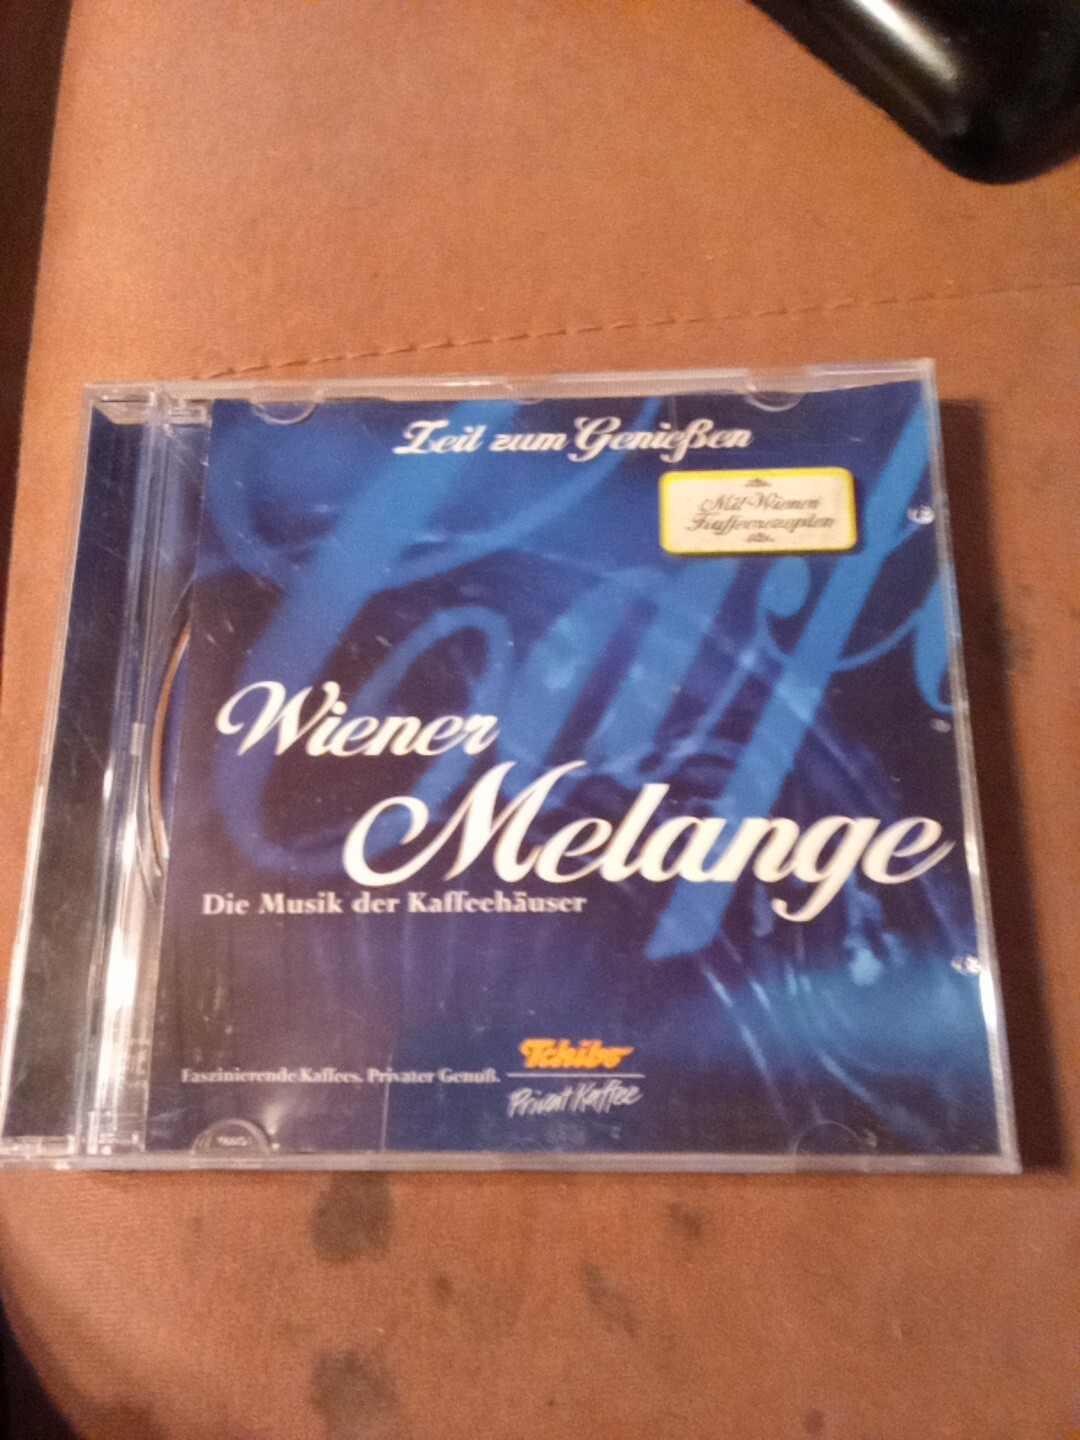 Zeit zum Genießen
Mit Wiener
Kaffeerezepten
Café
Wiener
Melange
Die Musik der Kaffeehäuser
Faszinierende Kaffees. Privater Genuß.
Tchibo
Privat Kaffee